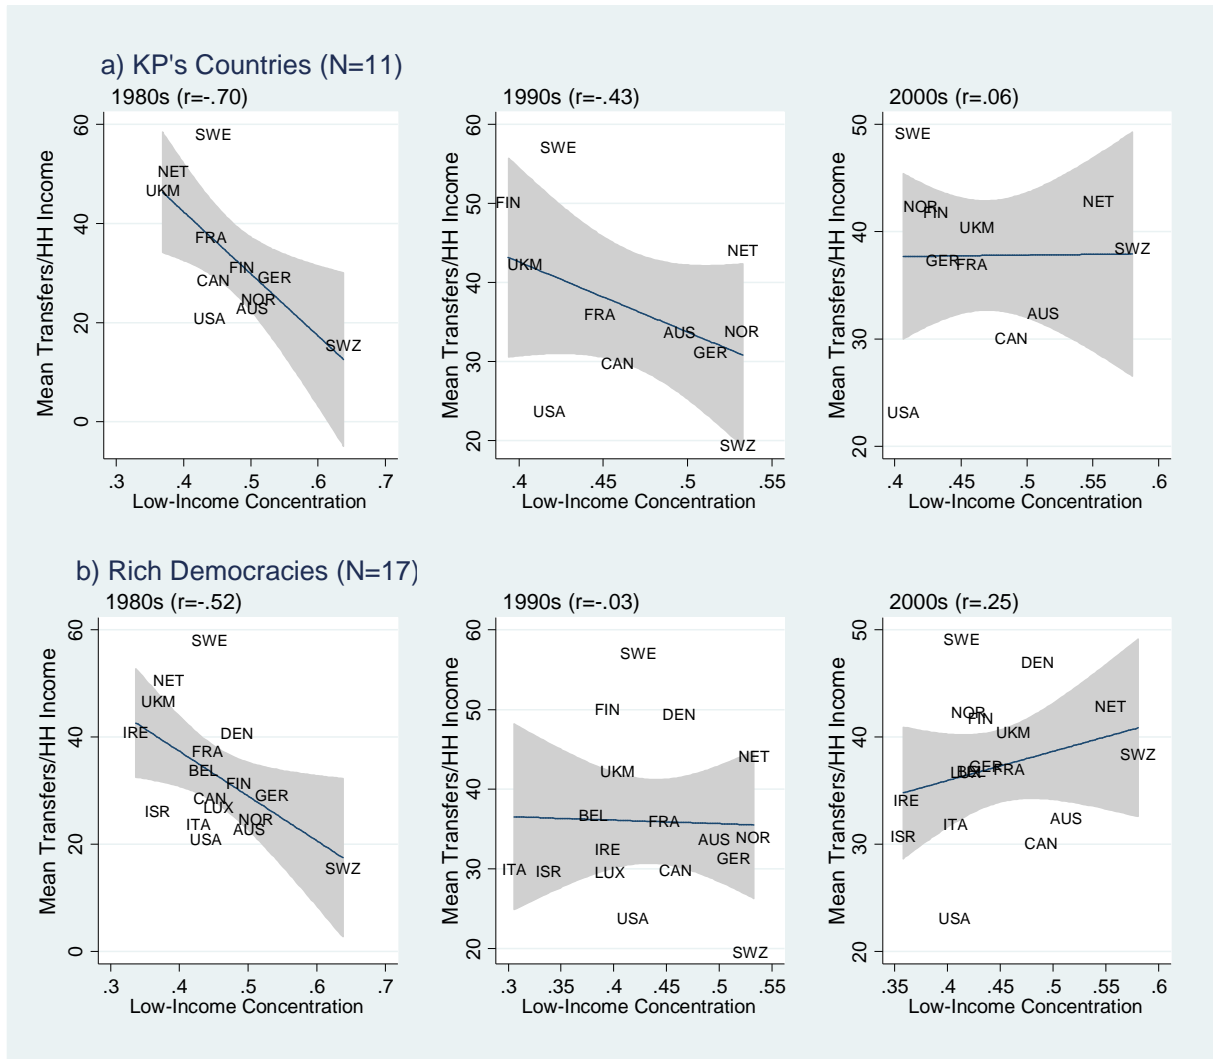 a) KP's Countries (N=11)
1980s (r=-.70)
1990s (r=-.43)
2000s (r=.06)
Mean Transfers/HH Income
60
40
20
0
SWE
NET
UKM
FRA
FIN
CAN
GER
NOR
AUS
USA
SWZ
.3 .4 .5 .6 .7
Low-Income Concentration
Mean Transfers/HH Income
60
50
40
30
20
SWE
FIN
NET
UKM
FRA
AUS
NOR
GER
CAN
USA
SWZ
.4 .45 .5 .55
Low-Income Concentration
Mean Transfers/HH Income
50
40
30
20
SWE
NOR
FIN
NET
UKM
SWZ
GER
FRA
AUS
CAN
USA
.4 .45 .5 .55 .6
Low-Income Concentration
b) Rich Democracies (N=17)
1980s (r=-.52)
1990s (r=-.03)
2000s (r=.25)
Mean Transfers/HH Income
60
40
20
0
SWE
NET
UKM
IRE
DEN
FRA
BEL
FIN
CAN
GER
LUX
ISR
NOR
ITA
AUS
USA
SWZ
.3 .4 .5 .6 .7
Low-Income Concentration
Mean Transfers/HH Income
60
50
40
30
20
SWE
FIN
DEN
NET
UKM
BEL
FRA
NOR
AUS
IRE
GER
ITA
ISR
LUX
CAN
USA
SWZ
.3 .35 .4 .45 .5 .55
Low-Income Concentration
Mean Transfers/HH Income
50
40
30
20
SWE
DEN
NOR
FIN
NET
UKM
SWZ
GER
LUX
BEL
FRA
IRE
AUS
ITA
ISR
CAN
USA
.35 .4 .45 .5 .55 .6
Low-Income Concentration